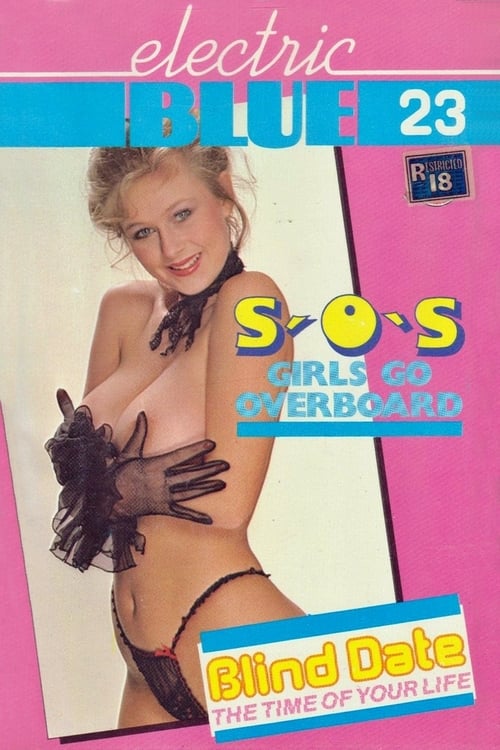 electric
BLUE 23
RESTRICTED
18
S·O·S
GIRLS GO
OVERBOARD
Blind Date
THE TIME OF YOUR LIFE